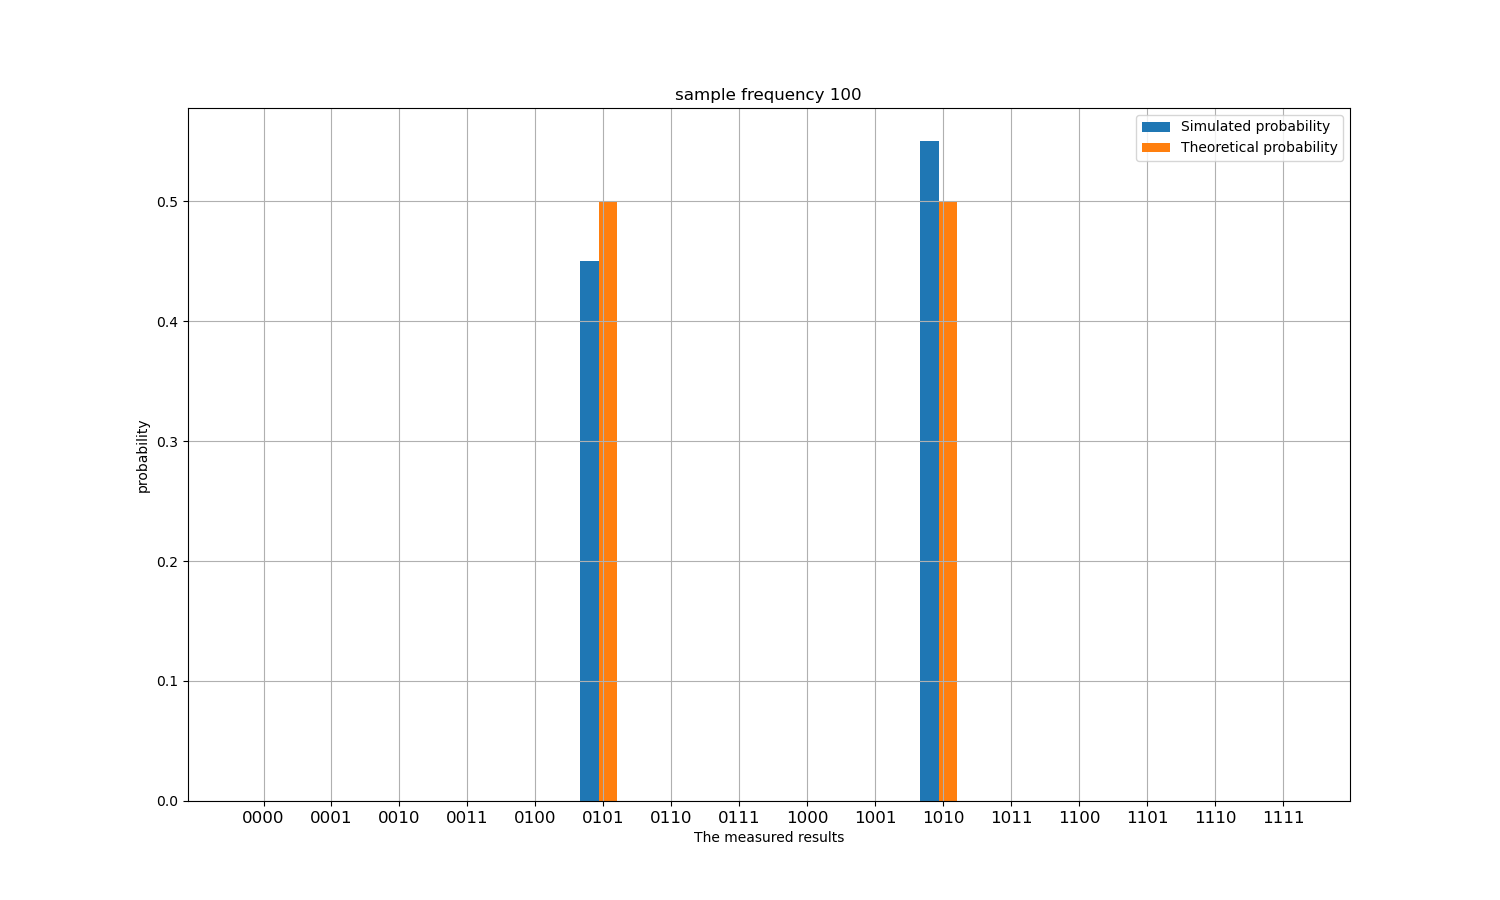 sample frequency 100
Simulated probability
Theoretical probability
0.5
0.4
0.3
0.2
0.1
0.0
probability
0000 0001 0010 0011 0100 0101 0110 0111 1000 1001 1010 1011 1100 1101 1110 1111
The measured results